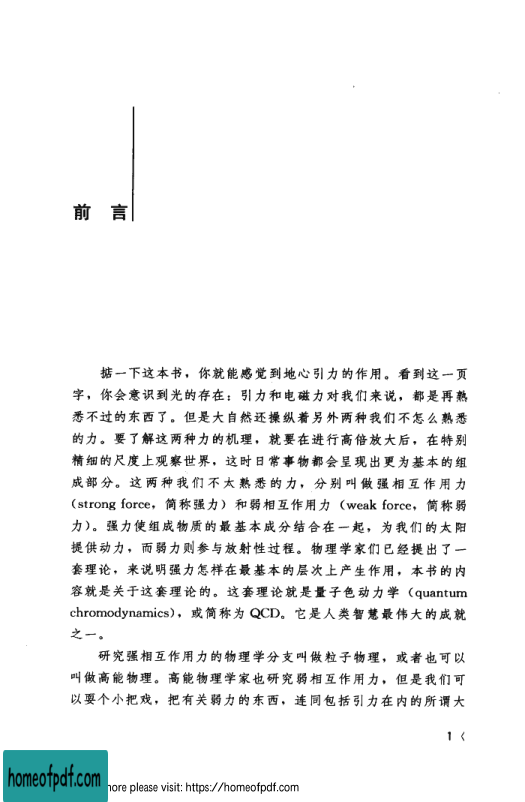 前 言
掂一下这本书，你就能感觉到地心引力的作用。看到这一页
字，你会意识到光的存在；引力和电磁力对我们来说，都是再熟
悉不过的东西了。但是大自然还操纵着另外两种我们不怎么熟悉
的力。要了解这两种力的机理，就要在进行高倍放大后，在特别
精细的尺度上观察世界，这时日常事物都会呈现出更为基本的组
成部分。这两种我们不太熟悉的力，分别叫做强相互作用力
(strong force，简称强力）和弱相互作用力（weak force，简称弱
力）。强力使组成物质的最基本成分结合在一起，为我们的太阳
提供动力，而弱力则参与放射性过程。物理学家们已经提出了一
套理论，来说明强力怎样在最基本的层次上产生作用，本书的内
容就是关于这套理论的。这套理论就是量子色动力学（quantum
chromodynamics），或简称为 QCD。它是人类智慧最伟大的成就
之一。
研究强相互作用力的物理学分支叫做粒子物理，或者也可以
叫做高能物理。高能物理学家也研究弱相互作用力，但是我们可
以耍个小把戏，把有关弱力的东西，连同包括引力在内的所谓大
1 〈
homeofpdf.com
ore please visit: https://homeofpdf.com